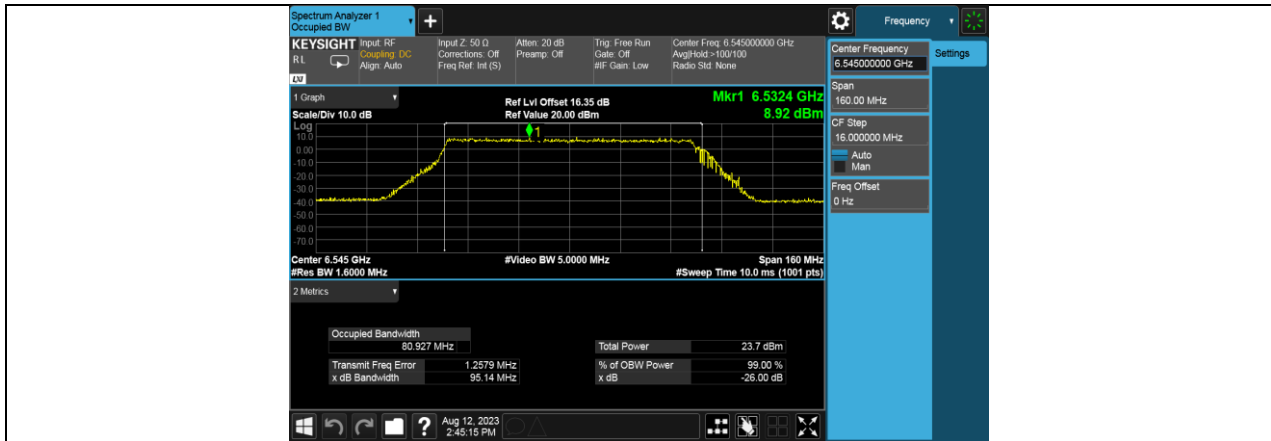 Spectrum Analyzer 1
Occupied BW
Frequency
KEYSIGHT Input: RF Input Z: 50 Ω Atten: 20 dB Trig: Free Run Center Freq: 6.545000000 GHz
RL Coupling: DC Corrections: Off Preamp: Off Gate: Off Avg|Hold:>100/100
Align: Auto Freq Ref: Int (S) #IF Gain: Low Radio Std: None
LXI
Center Frequency
6.545000000 GHz
Settings
Span
160.00 MHz
CF Step
16.000000 MHz
Auto
Man
Freq Offset
0 Hz
1 Graph Ref Lvl Offset 16.35 dB Mkr1 6.5324 GHz
Scale/Div 10.0 dB Ref Value 20.00 dBm 8.92 dBm
Log
1
10.0
0.00
-10.0
-20.0
-30.0
-40.0
-50.0
-60.0
-70.0
Center 6.545 GHz #Video BW 5.0000 MHz Span 160 MHz
#Res BW 1.6000 MHz #Sweep Time 10.0 ms (1001 pts)
2 Metrics
Occupied Bandwidth
80.927 MHz Total Power 23.7 dBm
Transmit Freq Error 1.2579 MHz % of OBW Power 99.00 %
x dB Bandwidth 95.14 MHz x dB -26.00 dB
Aug 12, 2023
2:45:15 PM